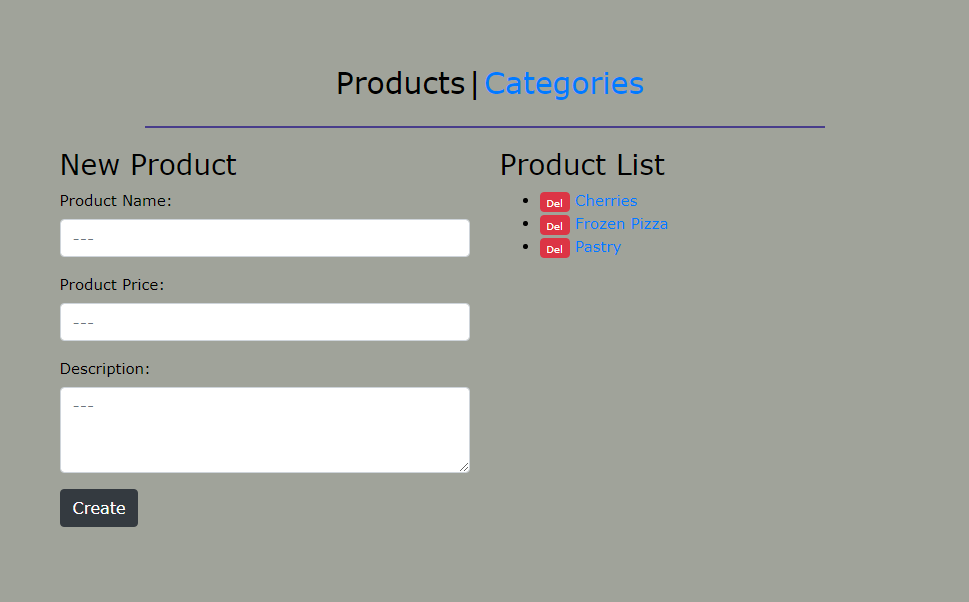 Products|Categories
New Product
Product Name:
---
Product Price:
---
Description:
---
Create
Product List
Del Cherries
Del Frozen Pizza
Del Pastry